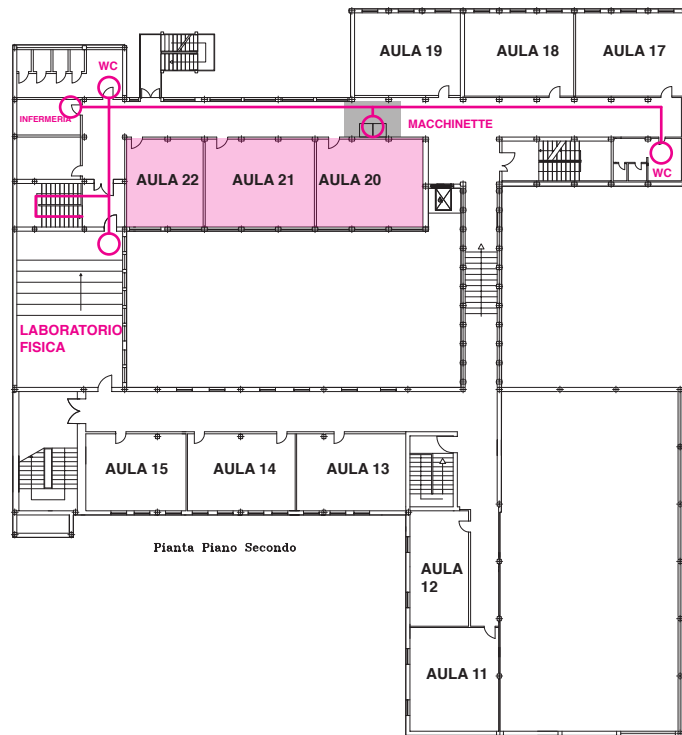 AULA 19
AULA 18
AULA 17
WC
INFERMERIA
MACCHINETTE
WC
AULA 22
AULA 21
AULA 20
LABORATORIO
FISICA
AULA 15
AULA 14
AULA 13
Pianta Piano Secondo
AULA
12
AULA 11